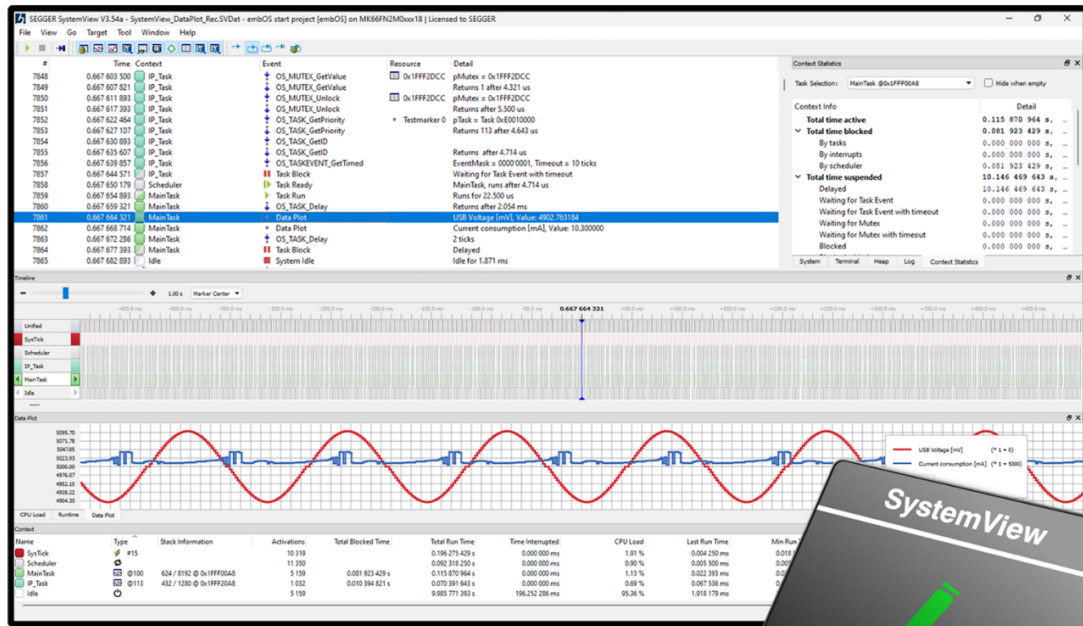 SEGGER SystemView V3.54a - SystemView_DataPlot_Rec.SVDat - embOS start project [embOS] on MK66FN2M0xxx18 | Licensed to SEGGER
File View Go Target Tool Window Help
# Time Context Event Resource Detail
7848 0.667 603 500 IP_Task OS_MUTEX_GetValue 0x1FFF2DCC pMutex = 0x1FFF2DCC
7849 0.667 607 821 IP_Task OS_MUTEX_GetValue Returns 1 after 4.321 us
7850 0.667 611 893 IP_Task OS_MUTEX_Unlock 0x1FFF2DCC pMutex = 0x1FFF2DCC
7851 0.667 617 393 IP_Task OS_MUTEX_Unlock Returns after 5.500 us
7852 0.667 622 464 IP_Task OS_TASK_GetPriority Testmarker 0 pTask = Task 0xE0010000
7853 0.667 627 107 IP_Task OS_TASK_GetPriority Returns 113 after 4.643 us
7854 0.667 630 893 IP_Task OS_TASK_GetID
7855 0.667 635 607 IP_Task OS_TASK_GetID Returns after 4.714 us
7856 0.667 639 857 IP_Task OS_TASKEVENT_GetTimed EventMask = 0000'0001, Timeout = 10 ticks
7857 0.667 644 571 IP_Task Task Block Waiting for Task Event with timeout
7858 0.667 650 179 Scheduler Task Ready MainTask, runs after 4.714 us
7859 0.667 654 893 MainTask Task Run Runs for 22.500 us
7860 0.667 659 321 MainTask OS_TASK_Delay Returns after 2.054 ms
7861 0.667 664 321 MainTask Data Plot USB Voltage [mV], Value: 4902.763184
7862 0.667 668 714 MainTask Data Plot Current consumption [mA], Value: 10.300000
7863 0.667 672 286 MainTask OS_TASK_Delay 2 ticks
7864 0.667 677 393 MainTask Task Block Delayed
7865 0.667 682 893 Idle System Idle Idle for 1.871 ms
Context Statistics
Task Selection: MainTask @0x1FFF00A8 Hide when empty
Context Info Detail
Total time active 0.115 870 964 s, ...
Total time blocked 0.081 923 429 s, ...
By tasks 0.000 000 000 s, ...
By interrupts 0.000 000 000 s, ...
By scheduler 0.081 923 429 s, ...
Total time suspended 10.146 469 643 s, ...
Delayed 10.146 469 643 s, ...
Waiting for Task Event 0.000 000 000 s, ...
Waiting for Task Event with timeout 0.000 000 000 s, ...
Waiting for Mutex 0.000 000 000 s, ...
Waiting for Mutex with timeout 0.000 000 000 s, ...
Blocked 0.000 000 000 s, ...
System Terminal Heap Log Context Statistics
Timeline
1.00 s Marker Center
-400.0 ms -300.0 ms -200.0 ms -100.0 ms 0.667 664 321 +100.0 ms +200.0 ms +300.0 ms +400.0 ms
Unified
SysTick
Scheduler
IP_Task
MainTask
Idle
Data Plot
5095.70
5071.78
5047.85
5023.93
5000.00
4976.07
4952.15
4928.22
4904.30
USB Voltage [mV] (* 1 + 0)
Current consumption [mA] (* 1 + 5000)
CPU Load Runtime Data Plot
Context
Name Type Stack Information Activations Total Blocked Time Total Run Time Time Interrupted CPU Load Last Run Time Min Run
SysTick #15 10 319 0.196 275 429 s 0.000 000 ms 1.91 % 0.004 250 ms 0.018
Scheduler 11 350 0.092 318 250 s 0.000 000 ms 0.90 % 0.005 500 ms
MainTask @100 624 / 8192 @ 0x1FFF00A8 5 159 0.081 923 429 s 0.115 870 964 s 0.000 000 ms 1.13 % 0.022 393 ms
IP_Task @113 432 / 1280 @ 0x1FFF20A8 1 032 0.010 394 821 s 0.070 391 643 s 0.000 000 ms 0.69 % 0.067 536 ms
Idle 5 159 9.985 771 393 s 196.252 286 ms 95.36 % 1.918 179 ms
SystemView